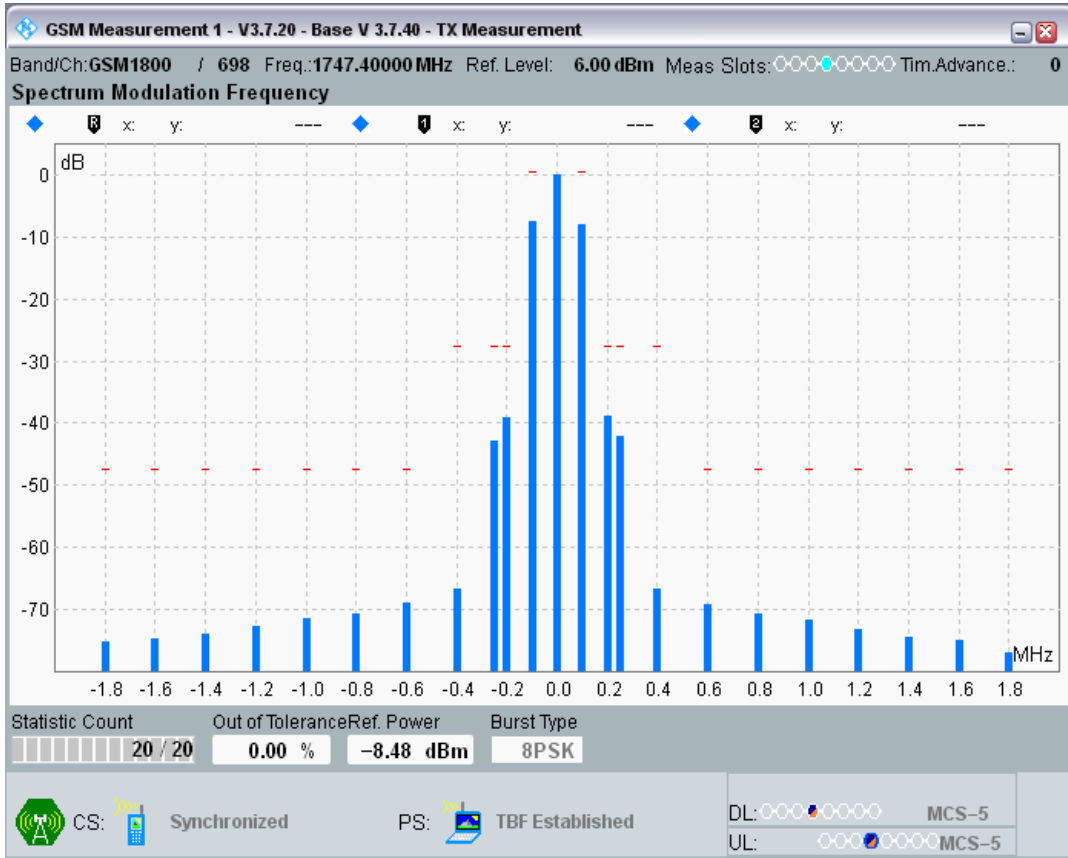 GSM Measurement 1 - V3.7.20 - Base V 3.7.40 - TX Measurement
Band/Ch:GSM1800 / 698 Freq.:1747.40000 MHz Ref. Level: 6.00 dBm Meas Slots: Tim.Advance.: 0
Spectrum Modulation Frequency
R x: y: --- 1 x: y: --- 2 x: y: ---
dB
0
-10
-20
-30
-40
-50
-60
-70
MHz
-1.8 -1.6 -1.4 -1.2 -1.0 -0.8 -0.6 -0.4 -0.2 0.0 0.2 0.4 0.6 0.8 1.0 1.2 1.4 1.6 1.8
Statistic Count Out of Tolerance Ref. Power Burst Type
20 / 20 0.00 % -8.48 dBm 8PSK
CS: Synchronized PS: TBF Established
DL: MCS-5
UL: MCS-5